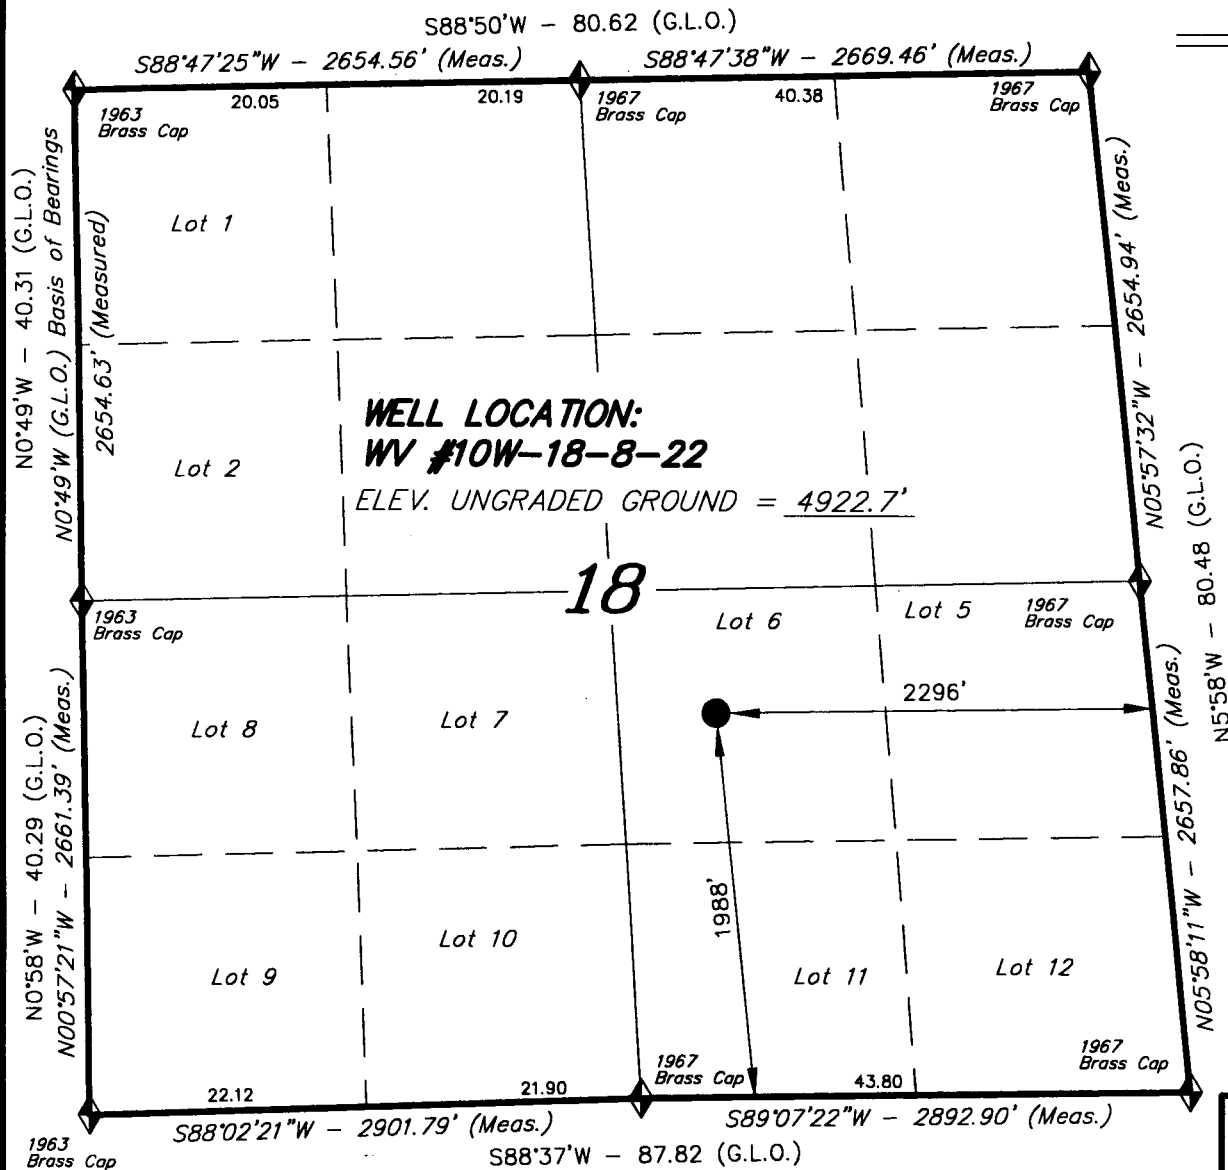 S88°50'W – 80.62 (G.L.O.)
S88°47'25"W – 2654.56' (Meas.)
S88°47'38"W – 2669.46' (Meas.)
1963
Brass Cap
20.05
20.19
1967
Brass Cap
40.38
1967
Brass Cap
N0°49'W – 40.31 (G.L.O.)
N0°49'W (G.L.O.) Basis of Bearings
2654.63' (Measured)
Lot 1
N05°57'32"W – 2654.94' (Meas.)
WELL LOCATION:
WV #10W–18–8–22
ELEV. UNGRADED GROUND = 4922.7'
Lot 2
N5°58'W – 80.48 (G.L.O.)
18
1963
Brass Cap
Lot 6
Lot 5
1967
Brass Cap
2296'
Lot 8
Lot 7
N0°58'W – 40.29 (G.L.O.)
N00°57'21"W – 2661.39' (Meas.)
N05°58'11"W – 2657.86' (Meas.)
1988'
Lot 9
Lot 10
Lot 11
Lot 12
22.12
21.90
1967
Brass Cap
43.80
1967
Brass Cap
S88°02'21"W – 2901.79' (Meas.)
S89°07'22"W – 2892.90' (Meas.)
1963
Brass Cap
S88°37'W – 87.82 (G.L.O.)